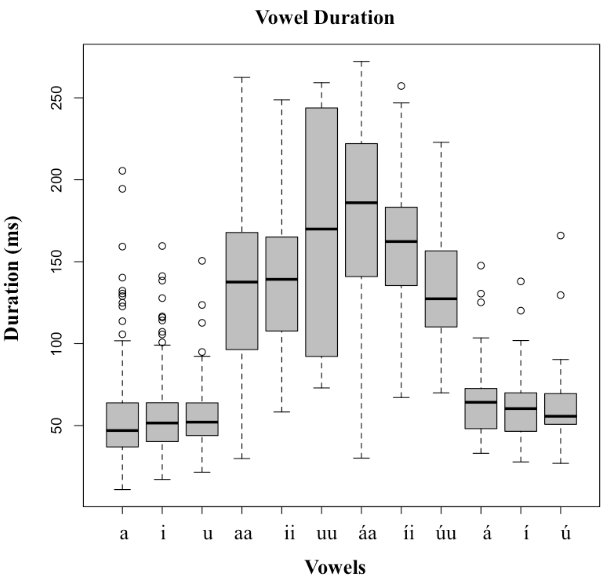 Vowel Duration
Duration (ms)
250
200
150
100
50
a i u aa ii uu áa íi úu á í ú
Vowels